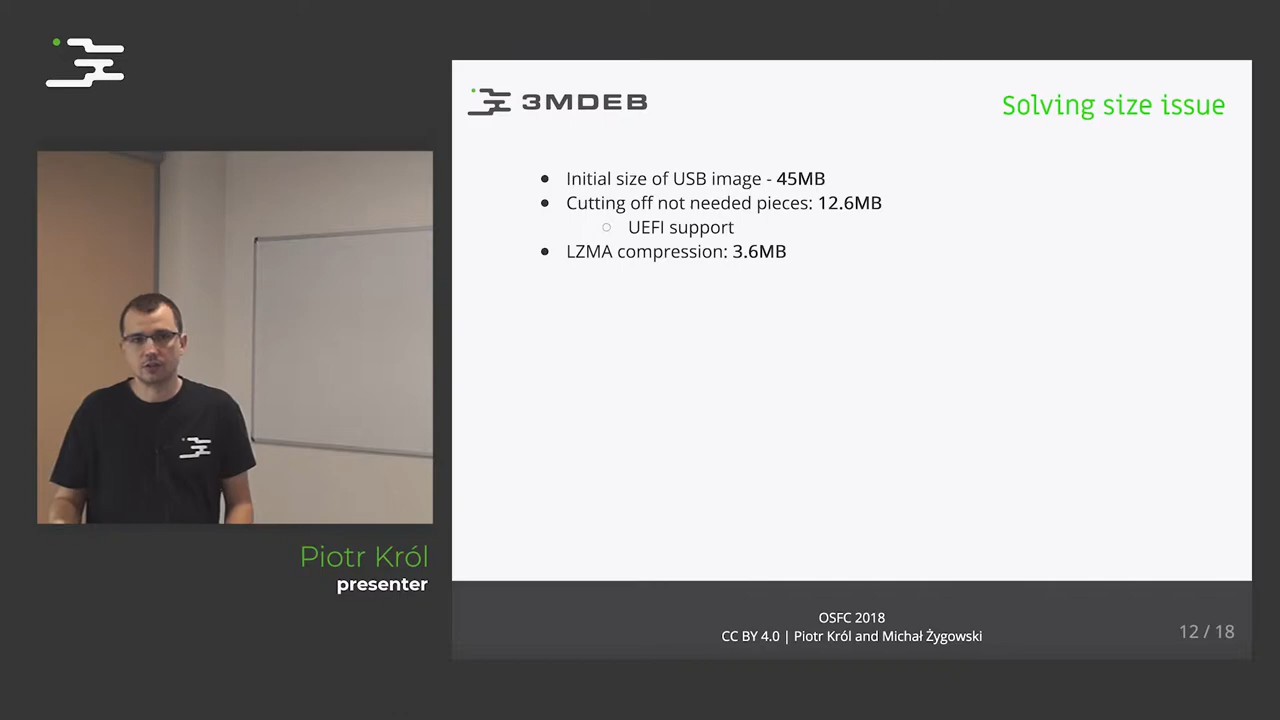 3MDEB
Solving size issue
Initial size of USB image - 45MB
Cutting off not needed pieces: 12.6MB
UEFI support
LZMA compression: 3.6MB
Piotr Król
presenter
OSFC 2018
CC BY 4.0 | Piotr Król and Michał Żygowski
12 / 18